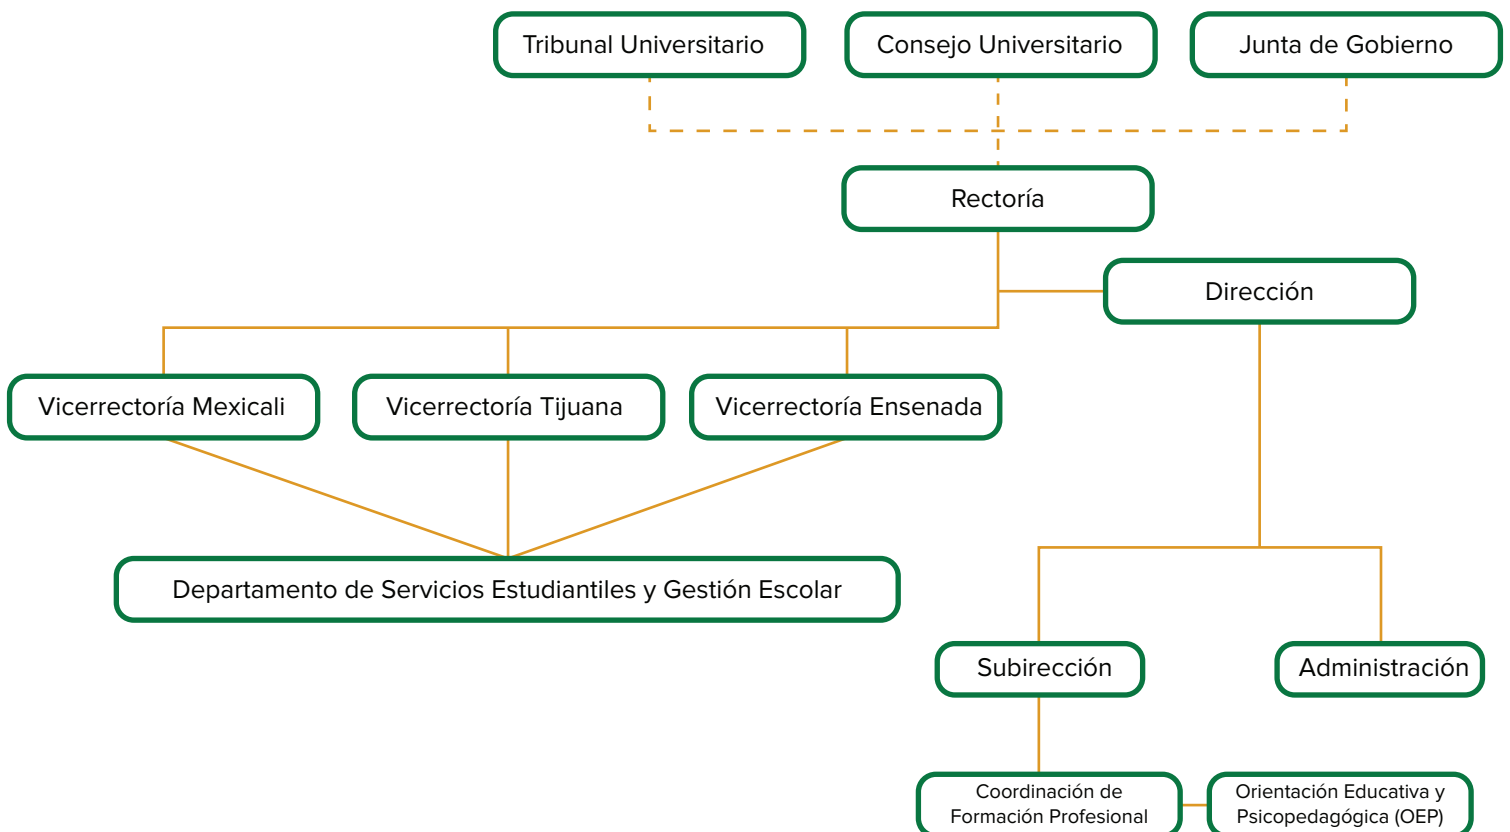 Tribunal Universitario
Consejo Universitario
Junta de Gobierno
Rectoría
Dirección
Vicerrectoría Mexicali
Vicerrectoría Tijuana
Vicerrectoría Ensenada
Departamento de Servicios Estudiantiles y Gestión Escolar
Subirección
Administración
Coordinación de
Formación Profesional
Orientación Educativa y
Psicopedagógica (OEP)